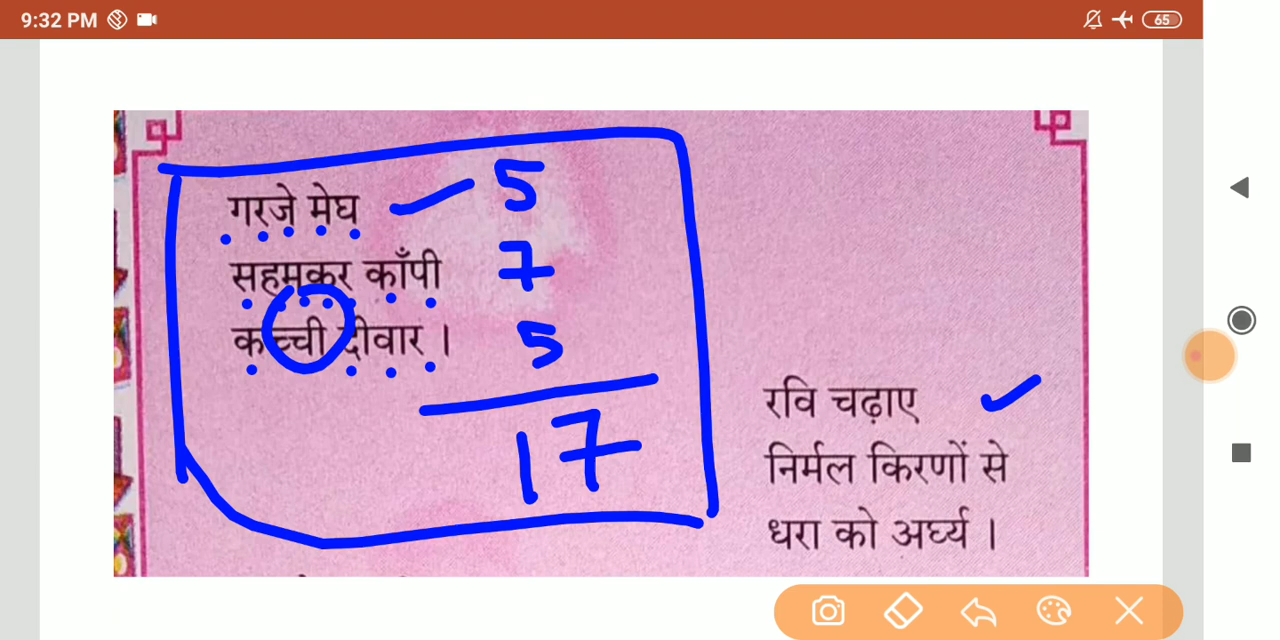 9:32 PM 65
गरजे मेघ 5
सहमकर काँपी 7
कच्ची दीवार । 5
17
रवि चढ़ाए
निर्मल किरणों से
धरा को अर्घ्य ।